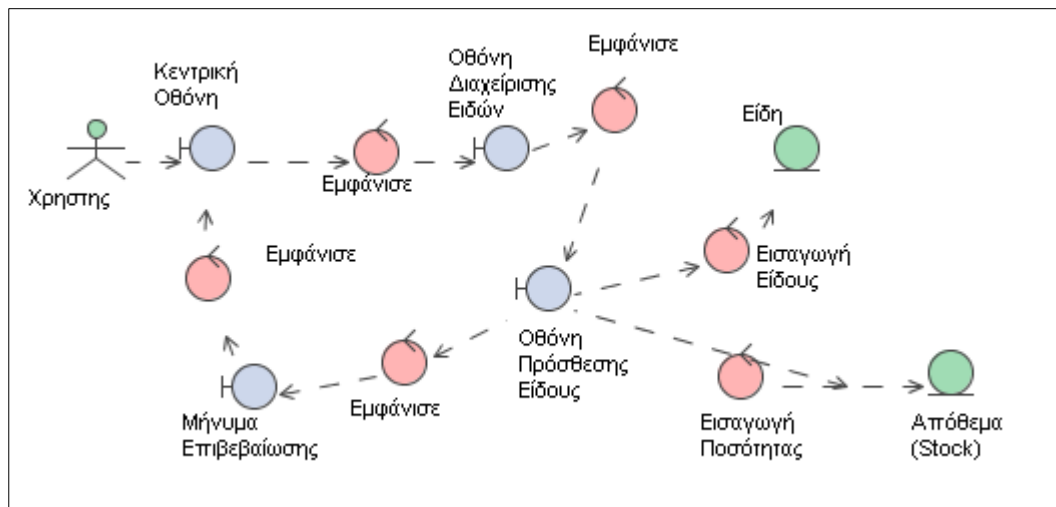 Εμφάνισε
Κεντρική
Οθόνη
Οθόνη
Διαχείρισης
Ειδών
Είδη
Εμφάνισε
Χρηστης
Εμφάνισε
Εισαγωγή
Είδους
Οθόνη
Πρόσθεσης
Είδους
Εμφάνισε
Μήνυμα
Επιβεβαίωσης
Εισαγωγή
Ποσότητας
Απόθεμα
(Stock)